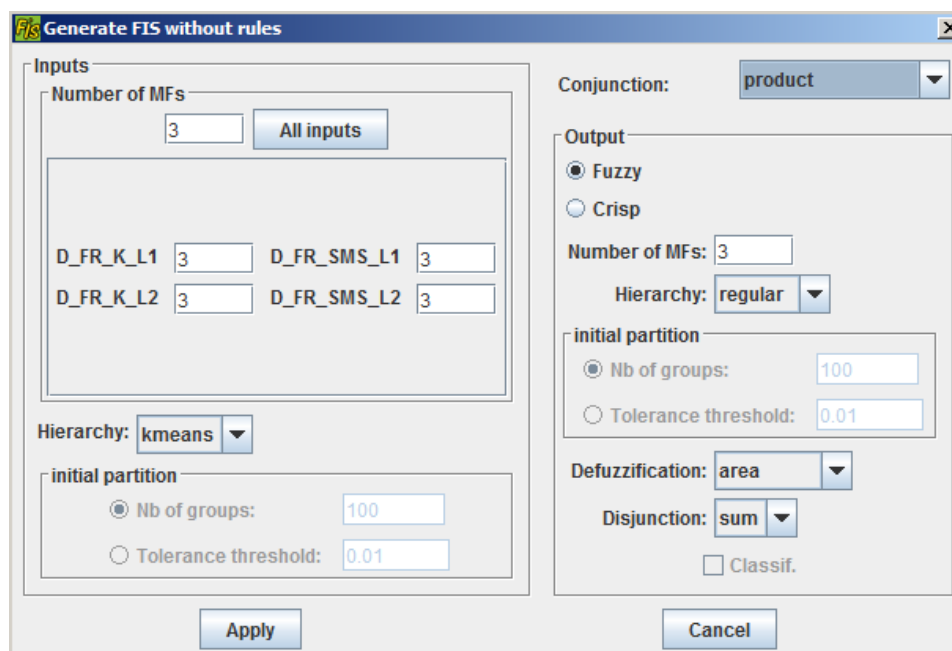 Fis Generate FIS without rules
Inputs
Number of MFs
3 All inputs
D_FR_K_L1 3 D_FR_SMS_L1 3
D_FR_K_L2 3 D_FR_SMS_L2 3
Hierarchy: kmeans
initial partition
Nb of groups: 100
Tolerance threshold: 0.01
Apply
Conjunction: product
Output
Fuzzy
Crisp
Number of MFs: 3
Hierarchy: regular
initial partition
Nb of groups: 100
Tolerance threshold: 0.01
Defuzzification: area
Disjunction: sum
Classif.
Cancel